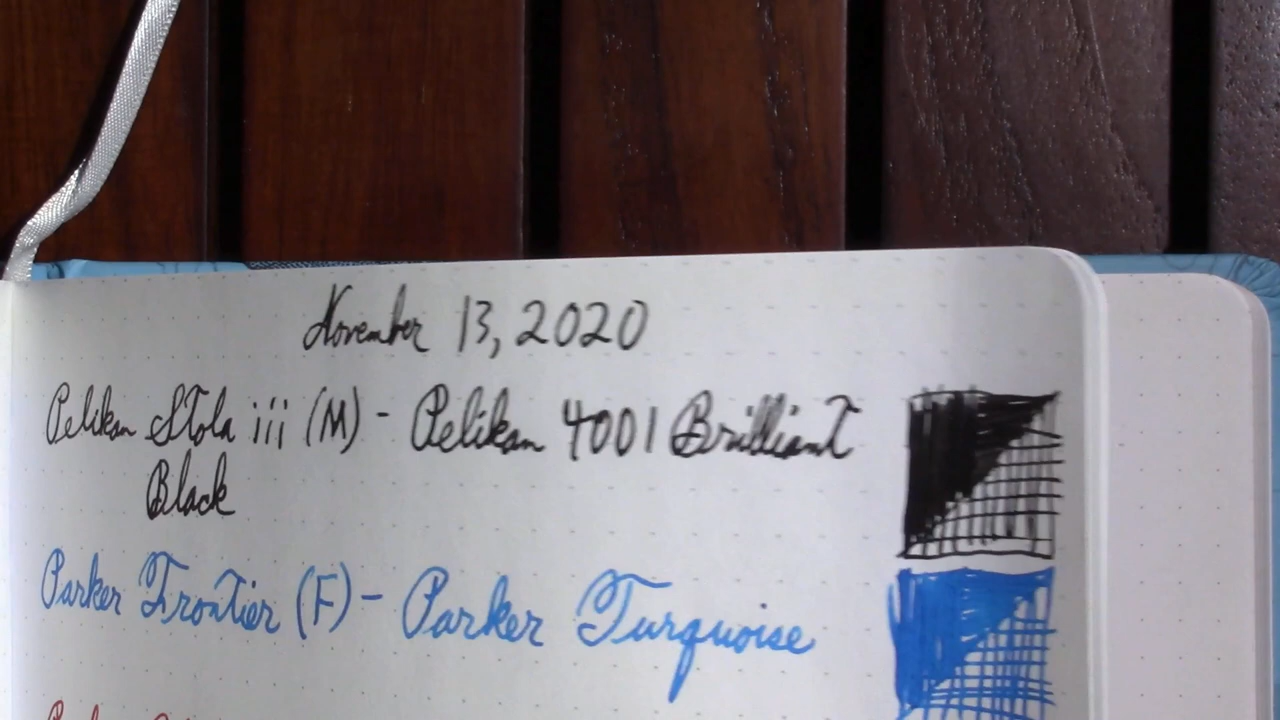 November 13, 2020
Pelikan Stola iii (M) - Pelikan 4001 Brilliant
Black
Parker Frontier (F) - Parker Turquoise